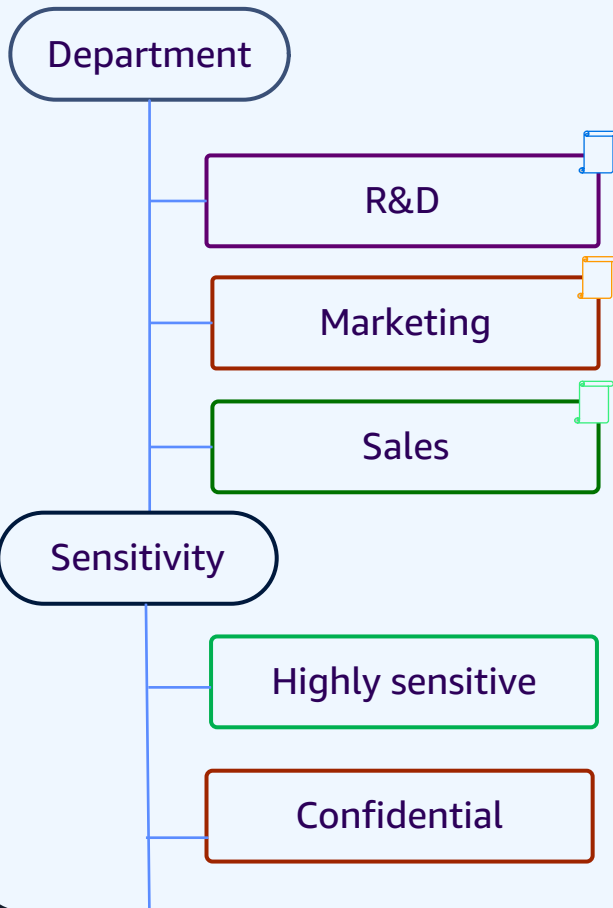 Department
R&D
Marketing
Sales
Sensitivity
Highly sensitive
Confidential